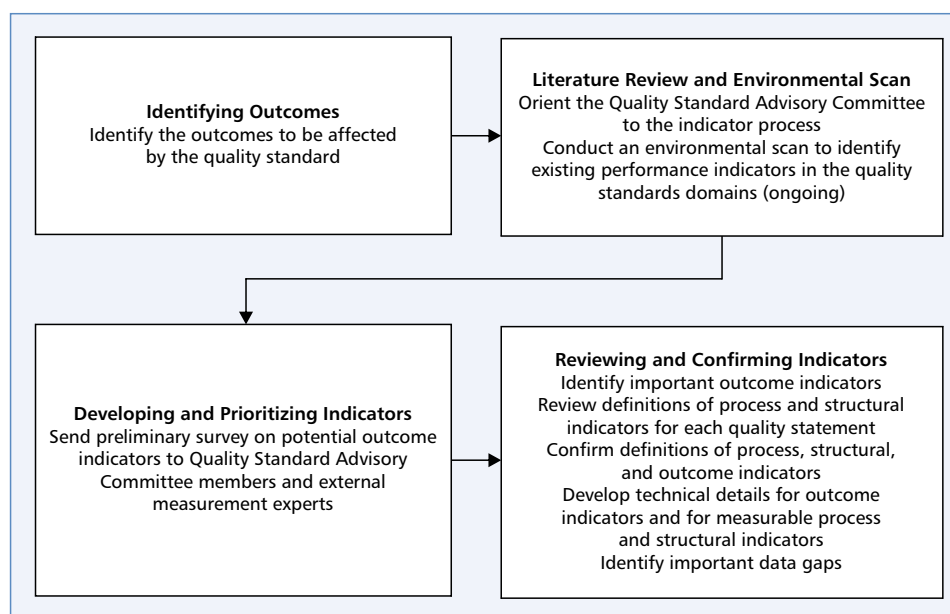 Identifying Outcomes
Identify the outcomes to be affected
by the quality standard
Literature Review and Environmental Scan
Orient the Quality Standard Advisory Committee
to the indicator process
Conduct an environmental scan to identify
existing performance indicators in the quality
standards domains (ongoing)
Developing and Prioritizing Indicators
Send preliminary survey on potential outcome
indicators to Quality Standard Advisory
Committee members and external
measurement experts
Reviewing and Confirming Indicators
Identify important outcome indicators
Review definitions of process and structural
indicators for each quality statement
Confirm definitions of process, structural,
and outcome indicators
Develop technical details for outcome
indicators and for measurable process
and structural indicators
Identify important data gaps